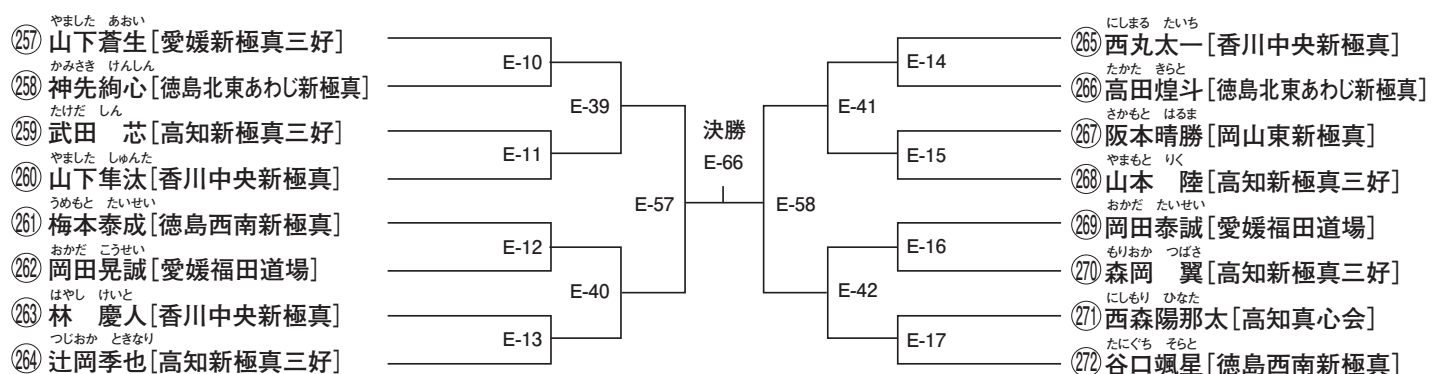 やました あおい
257 山下蒼生[愛媛新極真三好]
かみさき けんしん
258 神先絢心[徳島北東あわじ新極真]
たけだ しん
259 武田 芯[高知新極真三好]
やました しゅんた
260 山下隼汰[香川中央新極真]
うめもと たいせい
261 梅本泰成[徳島西南新極真]
おかだ こうせい
262 岡田晃誠[愛媛福田道場]
はやし けいと
263 林 慶人[香川中央新極真]
つじおか ときなり
264 辻岡季也[高知新極真三好]
E-10
E-11
E-12
E-13
E-39
E-40
E-57
決勝
E-66
E-58
E-41
E-42
E-14
E-15
E-16
E-17
にしまる たいち
265 西丸太一[香川中央新極真]
たかた きらと
266 高田煌斗[徳島北東あわじ新極真]
さかもと はるま
267 阪本晴勝[岡山東新極真]
やまもと りく
268 山本 陸[高知新極真三好]
おかだ たいせい
269 岡田泰誠[愛媛福田道場]
もりおか つばさ
270 森岡 翼[高知新極真三好]
にしもり ひなた
271 西森陽那太[高知真心会]
たにぐち そらと
272 谷口颯星[徳島西南新極真]